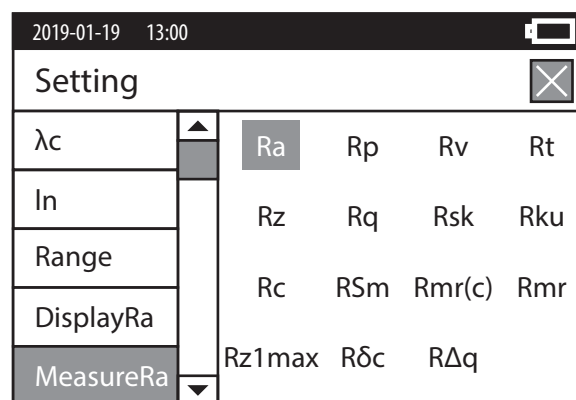 2019-01-19 13:00
Setting
λc
In
Range
DisplayRa
MeasureRa
Ra Rp Rv Rt
Rz Rq Rsk Rku
Rc RSm Rmr(c) Rmr
Rz1max Rδc RΔq